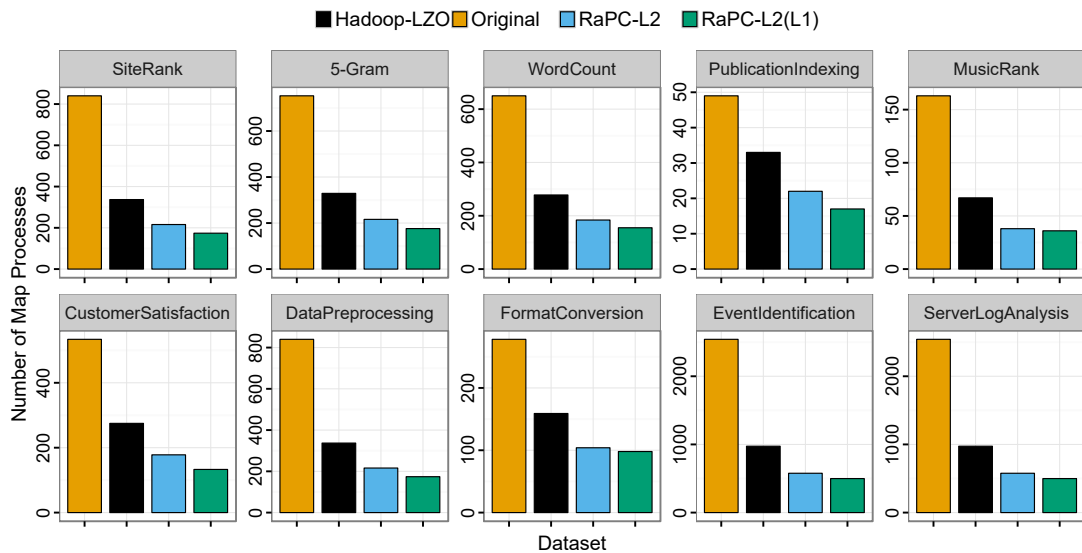 Hadoop-LZO Original RaPC-L2 RaPC-L2(L1)
Number of Map Processes
SiteRank 5-Gram WordCount PublicationIndexing MusicRank
800 600 400 200 0
600 400 200 0
600 400 200 0
50 40 30 20 10 0
150 100 50 0
CustomerSatisfaction DataPreprocessing FormatConversion EventIdentification ServerLogAnalysis
400 200 0
800 600 400 200 0
200 100 0
2000 1000 0
2000 1000 0
Dataset